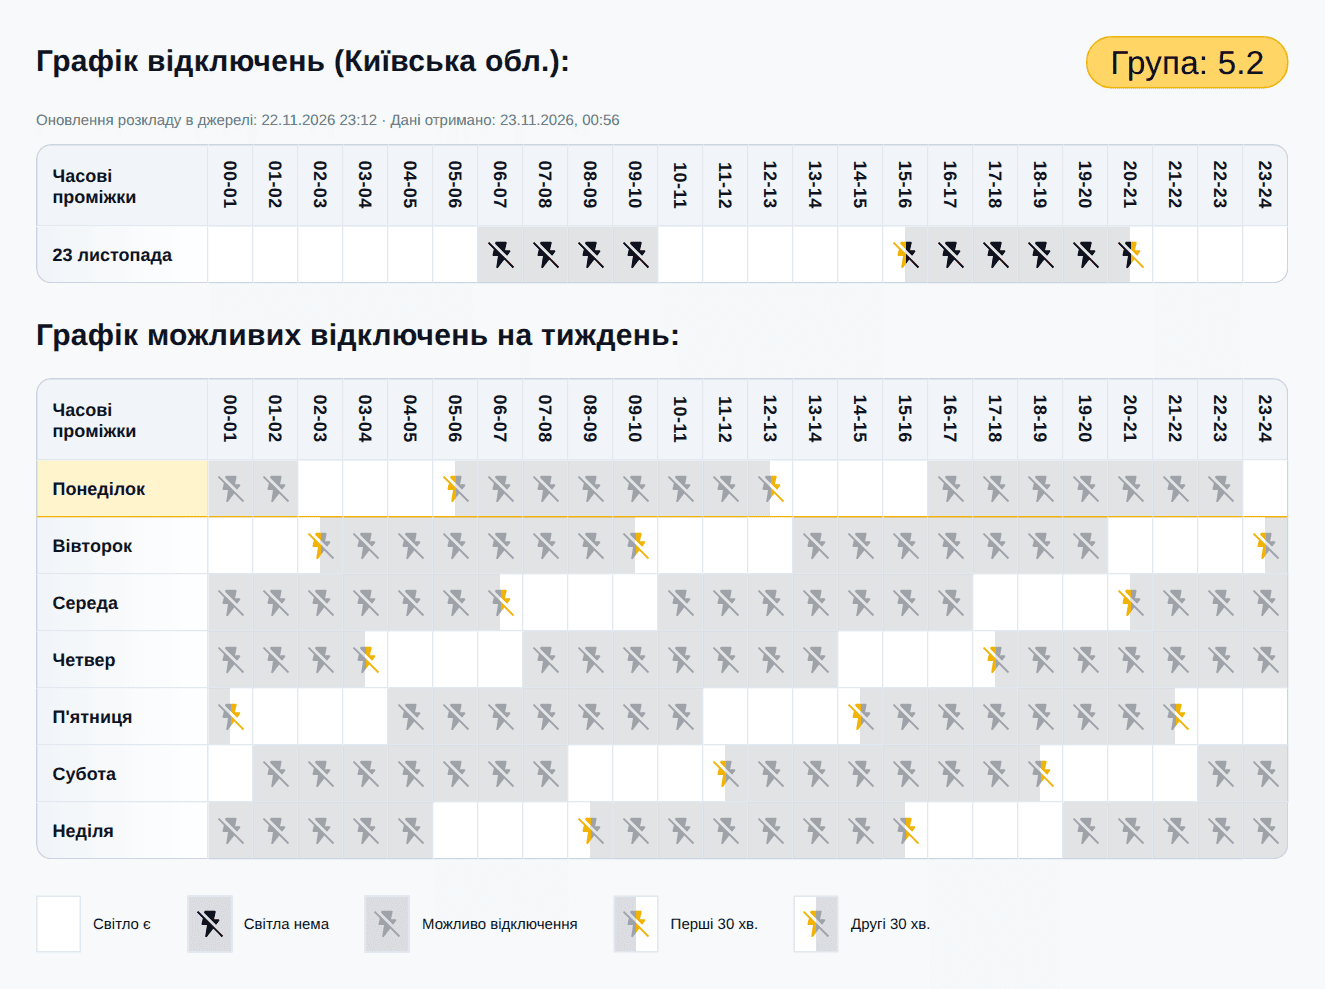 Графік відключень (Київська обл.):
Група: 5.2
Оновлення розкладу в джерелі: 22.11.2026 23:12 · Дані отримано: 23.11.2026, 00:56
Часові
проміжки
00-01 01-02 02-03 03-04 04-05 05-06 06-07 07-08 08-09 09-10 10-11 11-12 12-13 13-14 14-15 15-16 16-17 17-18 18-19 19-20 20-21 21-22 22-23 23-24
23 листопада
Графік можливих відключень на тиждень:
Часові
проміжки
00-01 01-02 02-03 03-04 04-05 05-06 06-07 07-08 08-09 09-10 10-11 11-12 12-13 13-14 14-15 15-16 16-17 17-18 18-19 19-20 20-21 21-22 22-23 23-24
Понеділок
Вівторок
Середа
Четвер
П'ятниця
Субота
Неділя
Світло є
Світла нема
Можливо відключення
Перші 30 хв.
Другі 30 хв.